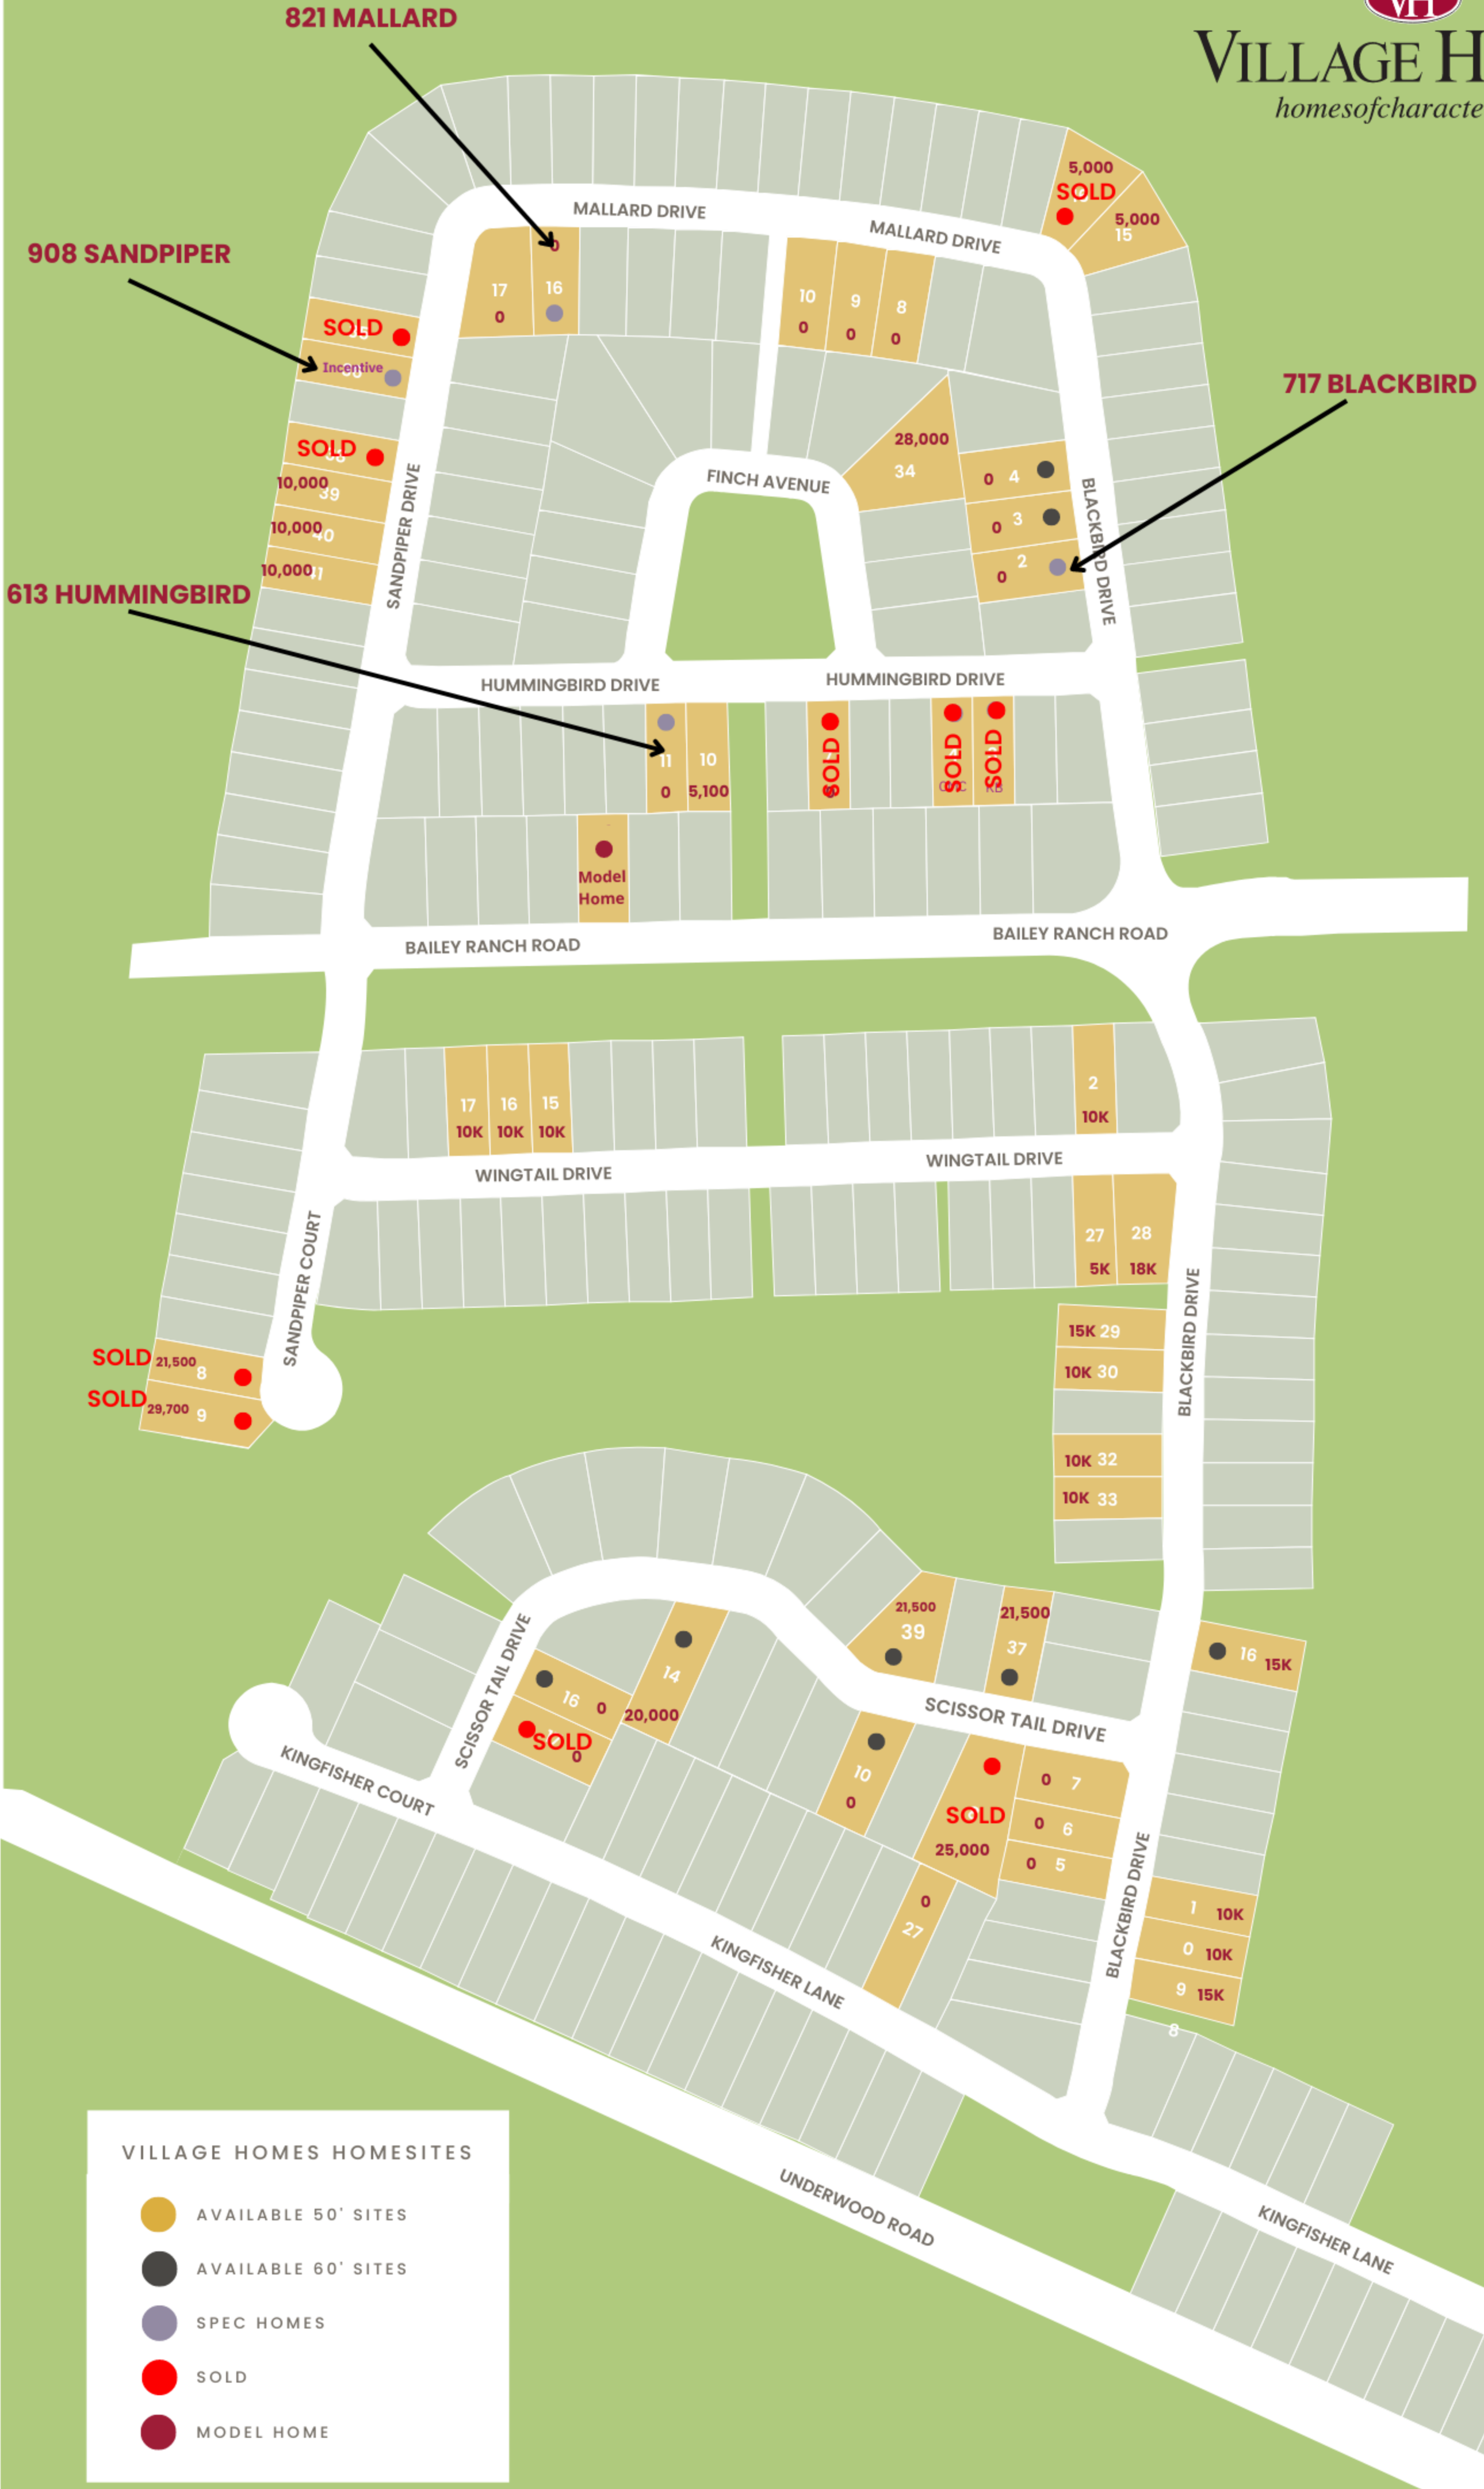 821 MALLARD
VH
VILLAGE H
homesofcharacte
MALLARD DRIVE
MALLARD DRIVE
5,000
SOLD
5,000
15
908 SANDPIPER
17
0
0
16
10
0
9
0
8
0
SOLD
Incentive
717 BLACKBIRD
SOLD
10,000
39
10,000
40
10,000
SANDPIPER DRIVE
FINCH AVENUE
28,000
34
0 4
0 3
2
0
BLACKBIRD DRIVE
613 HUMMINGBIRD
HUMMINGBIRD DRIVE
HUMMINGBIRD DRIVE
11
0
10
5,100
SOLD
SOLD
SOLD
Model
Home
BAILEY RANCH ROAD
BAILEY RANCH ROAD
17
10K
16
10K
15
10K
2
10K
WINGTAIL DRIVE
WINGTAIL DRIVE
27
5K
28
18K
SANDPIPER COURT
SOLD
21,500
8
SOLD
29,700
9
15K 29
10K 30
10K 32
10K 33
BLACKBIRD DRIVE
21,500
39
21,500
37
16 15K
SCISSOR TAIL DRIVE
14
20,000
16 0
SOLD
0
SCISSOR TAIL DRIVE
10
0
SOLD
25,000
0 7
0 6
0 5
KINGFISHER COURT
0
27
BLACKBIRD DRIVE
1 10K
0 10K
9 15K
8
KINGFISHER LANE
UNDERWOOD ROAD
KINGFISHER LANE
VILLAGE HOMES HOMESITES
AVAILABLE 50' SITES
AVAILABLE 60' SITES
SPEC HOMES
SOLD
MODEL HOME